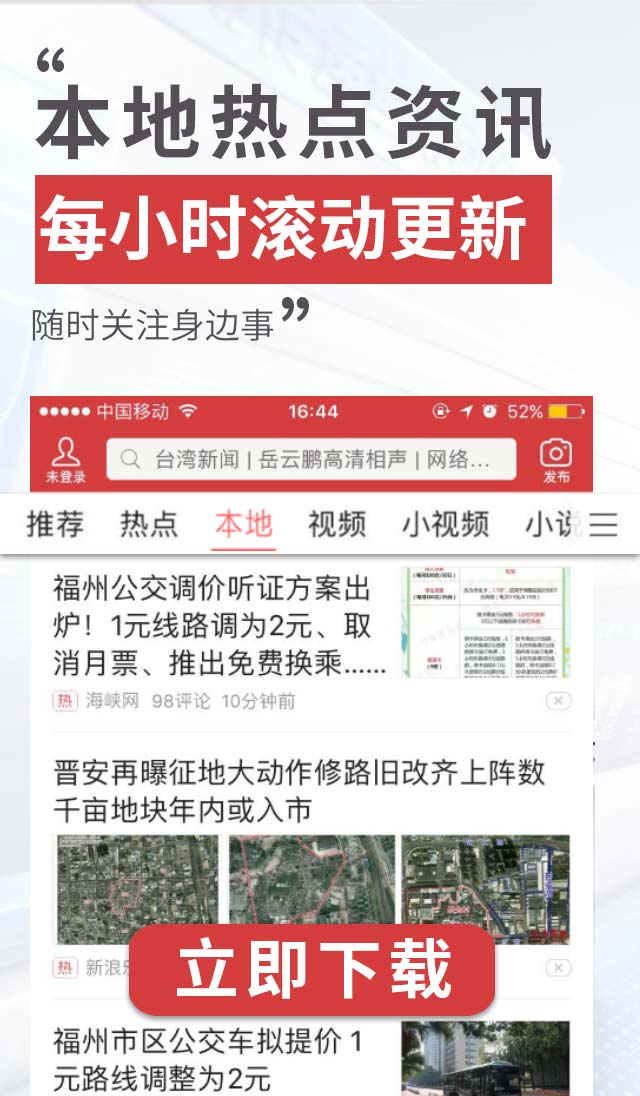 “
本地热点资讯
每小时滚动更新
随时关注身边事”
中国移动 16:44 52%
未登录 台湾新闻 | 岳云鹏高清相声 | 网络... 发布
推荐 热点 本地 视频 小视频 小说
福州公交调价听证方案出
炉！1元线路调为2元、取
消月票、推出免费换乘……
热 海峡网 98评论 10分钟前
晋安再曝征地大动作修路旧改齐上阵数
千亩地块年内或入市
热 新浪乐
立即下载
福州市区公交车拟提价 1
元路线调整为2元